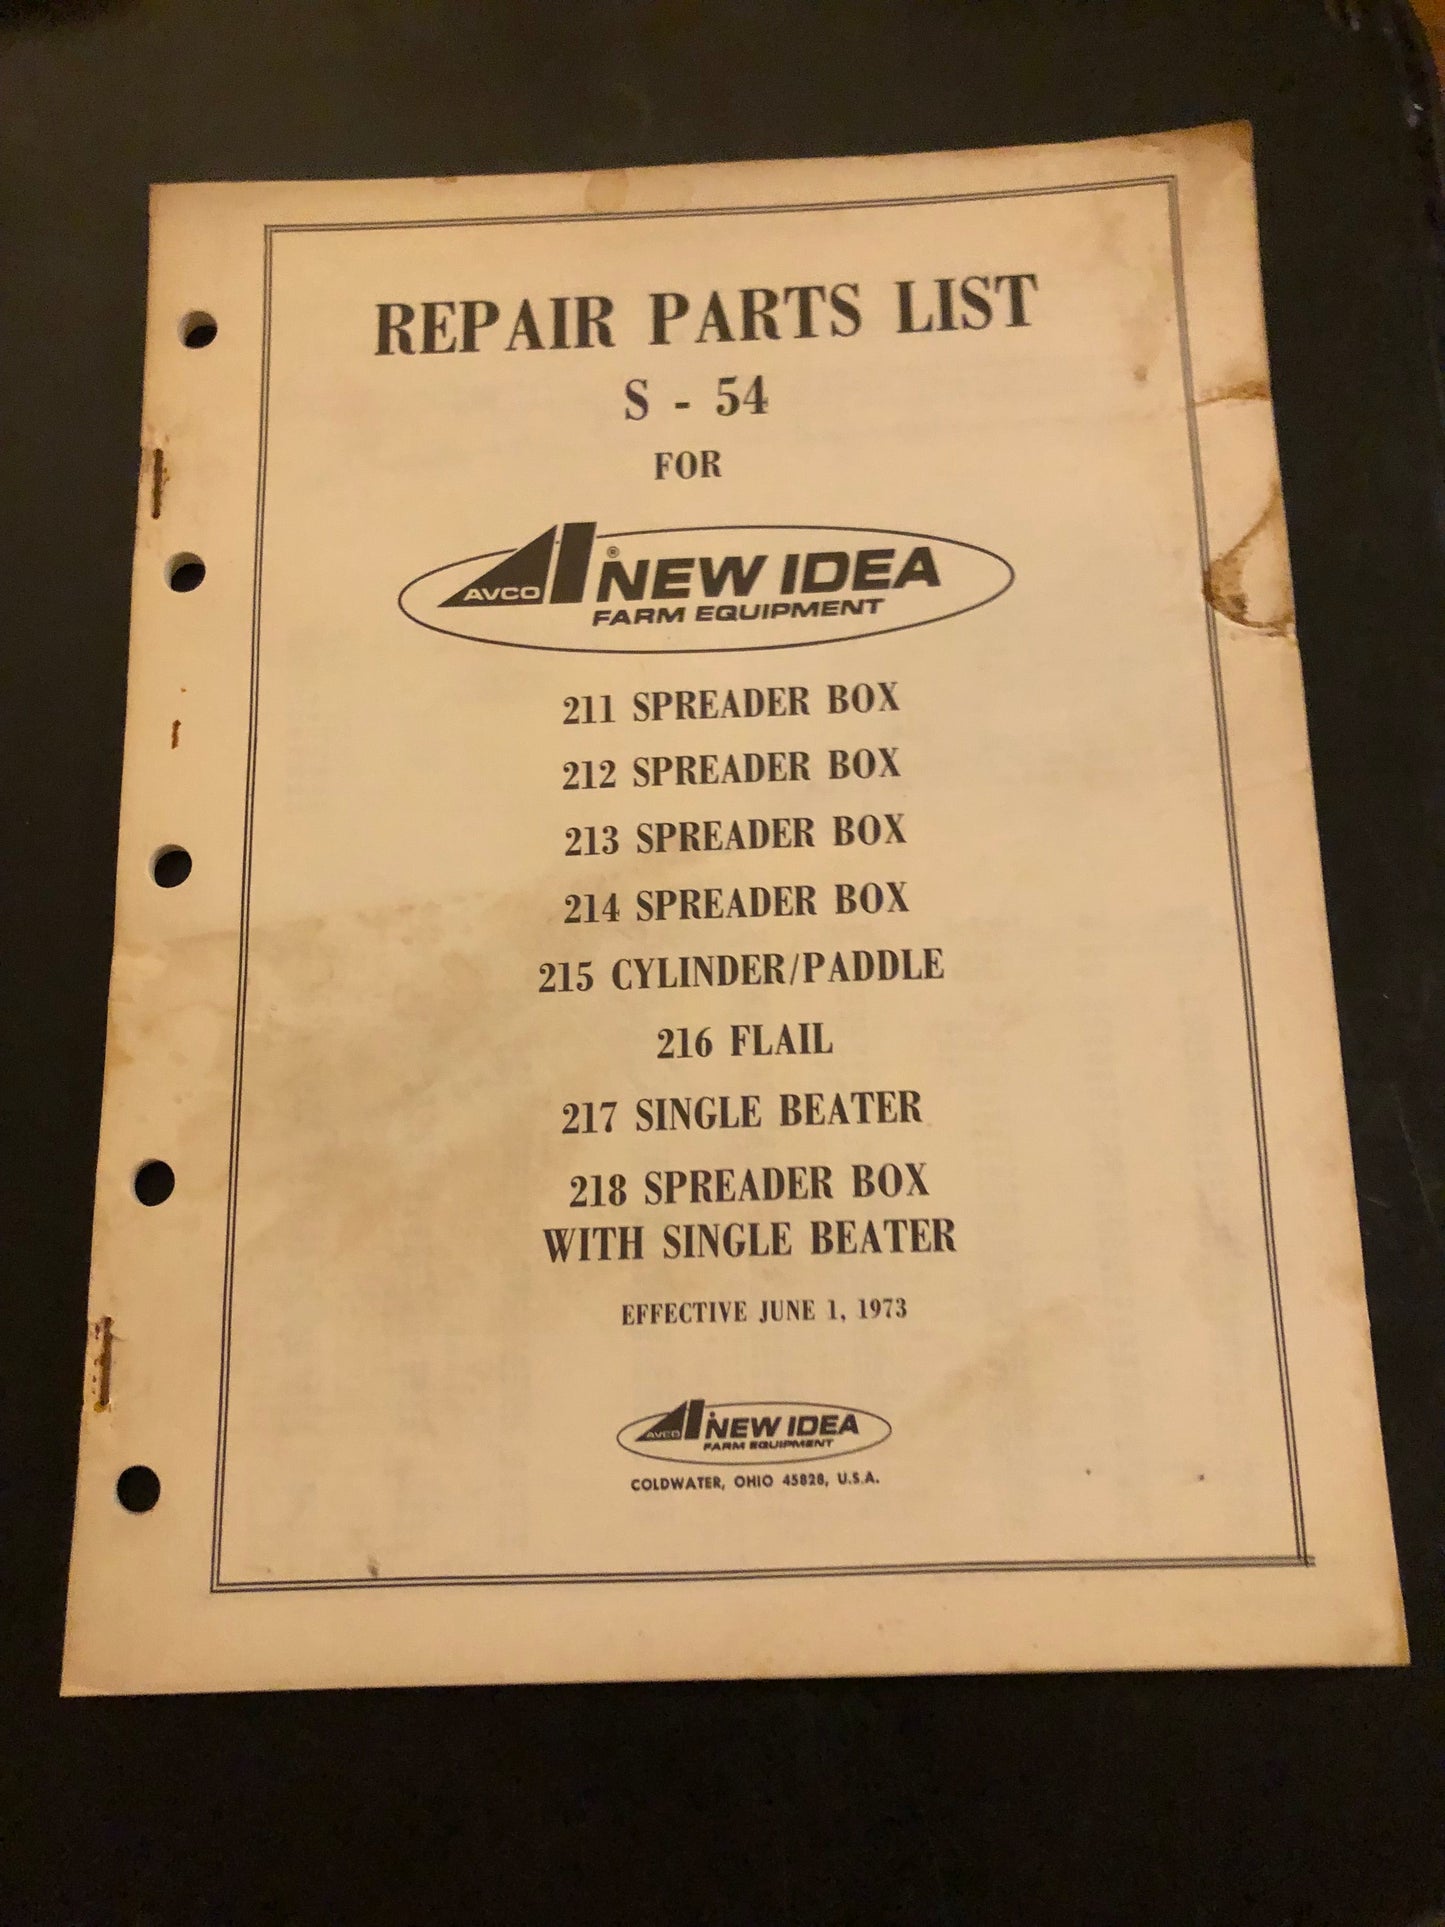 REPAIR PARTS LIST
S - 54
FOR
AVCO ® NEW IDEA
FARM EQUIPMENT
211 SPREADER BOX
212 SPREADER BOX
213 SPREADER BOX
214 SPREADER BOX
215 CYLINDER/PADDLE
216 FLAIL
217 SINGLE BEATER
218 SPREADER BOX
WITH SINGLE BEATER
EFFECTIVE JUNE 1, 1973
AVCO NEW IDEA
FARM EQUIPMENT
COLDWATER, OHIO 45828, U.S.A.